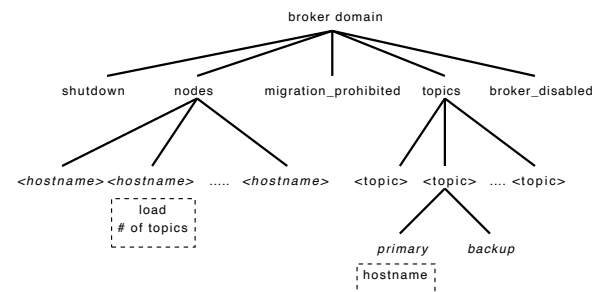 broker domain
shutdown nodes migration_prohibited topics broker_disabled
<hostname> <hostname> ..... <hostname> <topic> <topic> .... <topic>
load
# of topics
primary backup
hostname